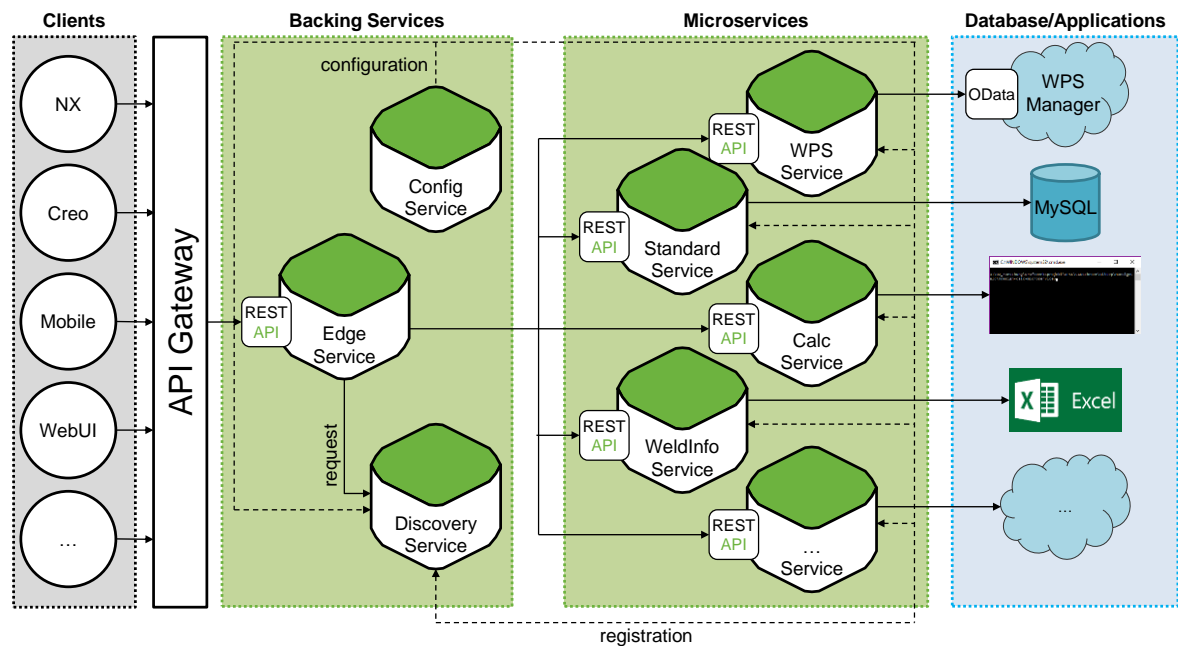 Clients
Backing Services
Microservices
Database/Applications
NX
Creo
Mobile
WebUI
…
API Gateway
configuration
Config
Service
REST
API
Edge
Service
request
Discovery
Service
registration
REST
API
WPS
Service
REST
API
Standard
Service
REST
API
Calc
Service
REST
API
WeldInfo
Service
REST
API
…
Service
OData
WPS
Manager
MySQL
Excel
…